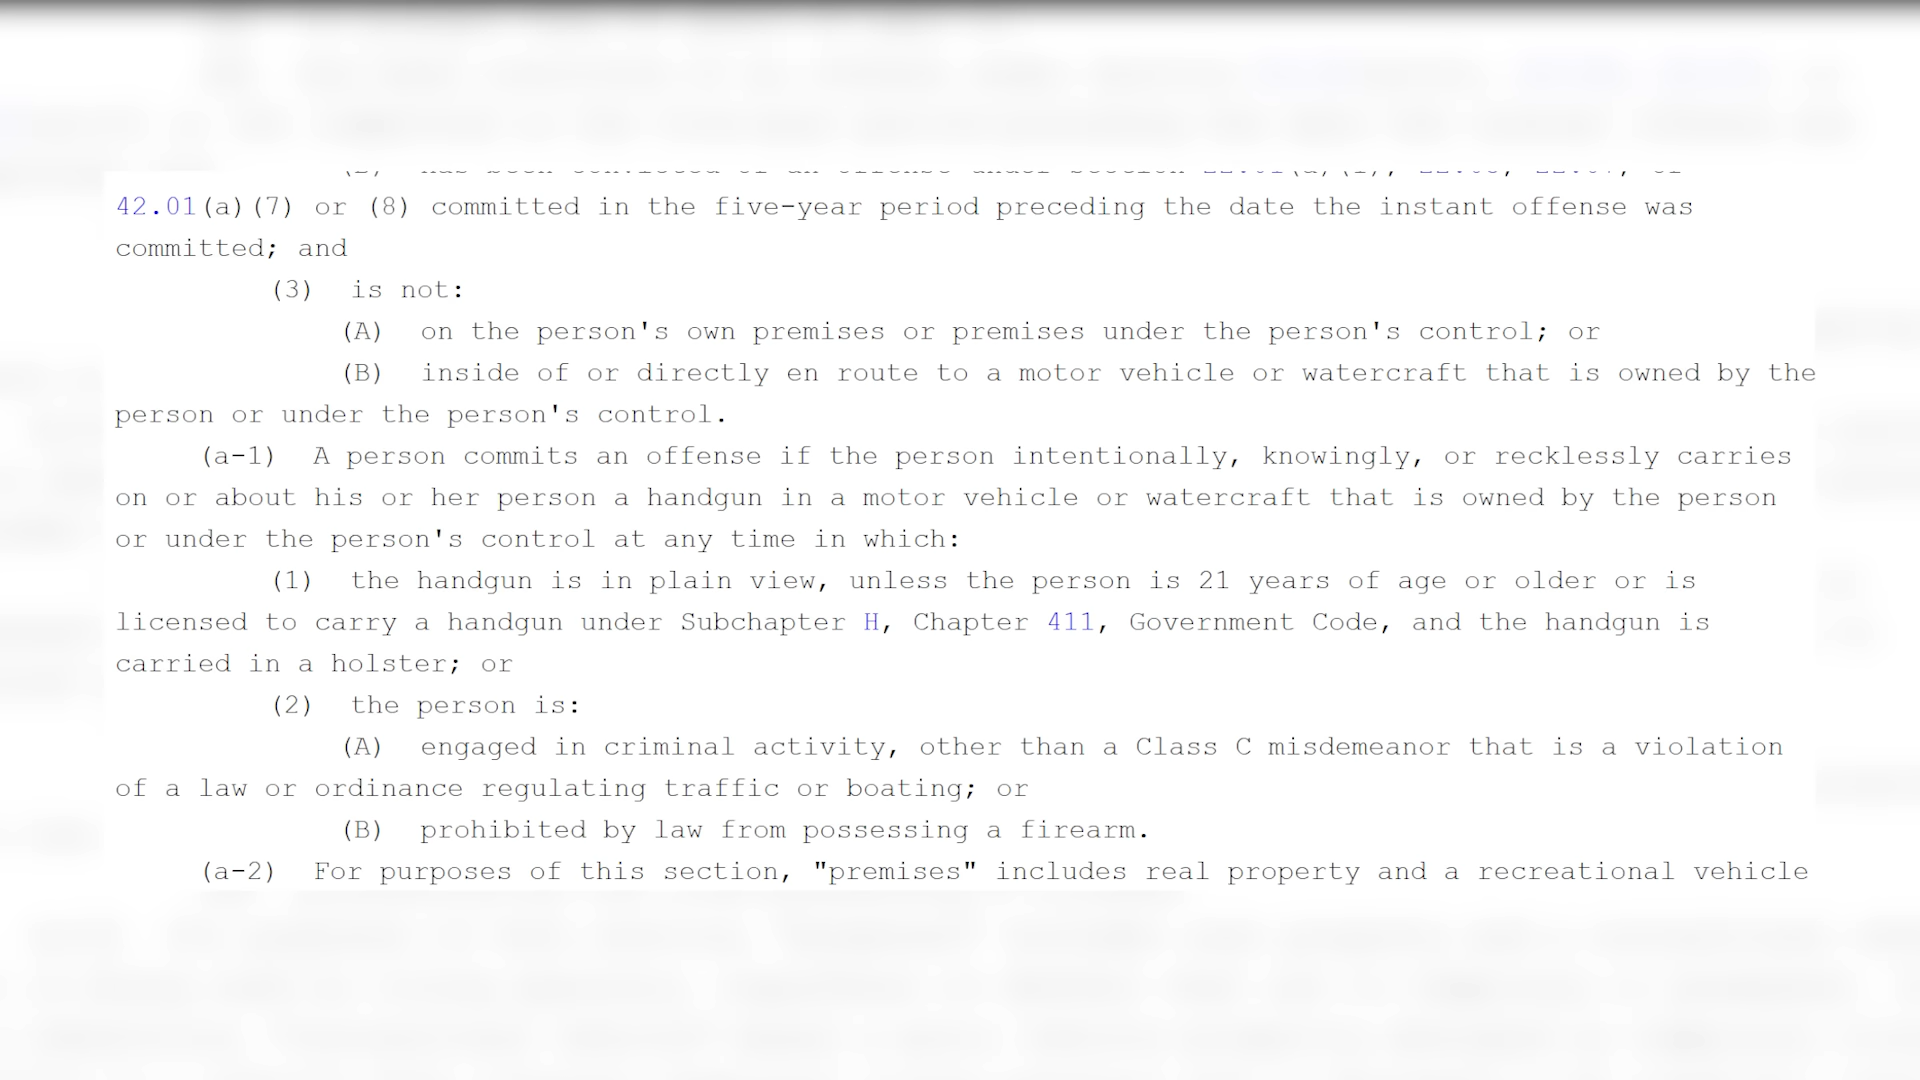 42.01(a)(7) or (8) committed in the five-year period preceding the date the instant offense was
committed; and
(3) is not:
(A) on the person's own premises or premises under the person's control; or
(B) inside of or directly en route to a motor vehicle or watercraft that is owned by the
person or under the person's control.
(a-1) A person commits an offense if the person intentionally, knowingly, or recklessly carries
on or about his or her person a handgun in a motor vehicle or watercraft that is owned by the person
or under the person's control at any time in which:
(1) the handgun is in plain view, unless the person is 21 years of age or older or is
licensed to carry a handgun under Subchapter H, Chapter 411, Government Code, and the handgun is
carried in a holster; or
(2) the person is:
(A) engaged in criminal activity, other than a Class C misdemeanor that is a violation
of a law or ordinance regulating traffic or boating; or
(B) prohibited by law from possessing a firearm.
(a-2) For purposes of this section, "premises" includes real property and a recreational vehicle